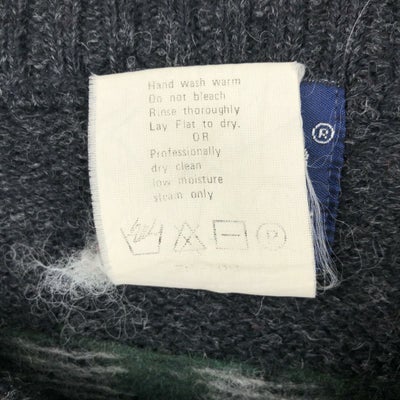 Hand wash warm
Do not bleach
Rinse thoroughly
Lay Flat to dry.
OR
Professionally
dry clean
low moisture
steam only
®